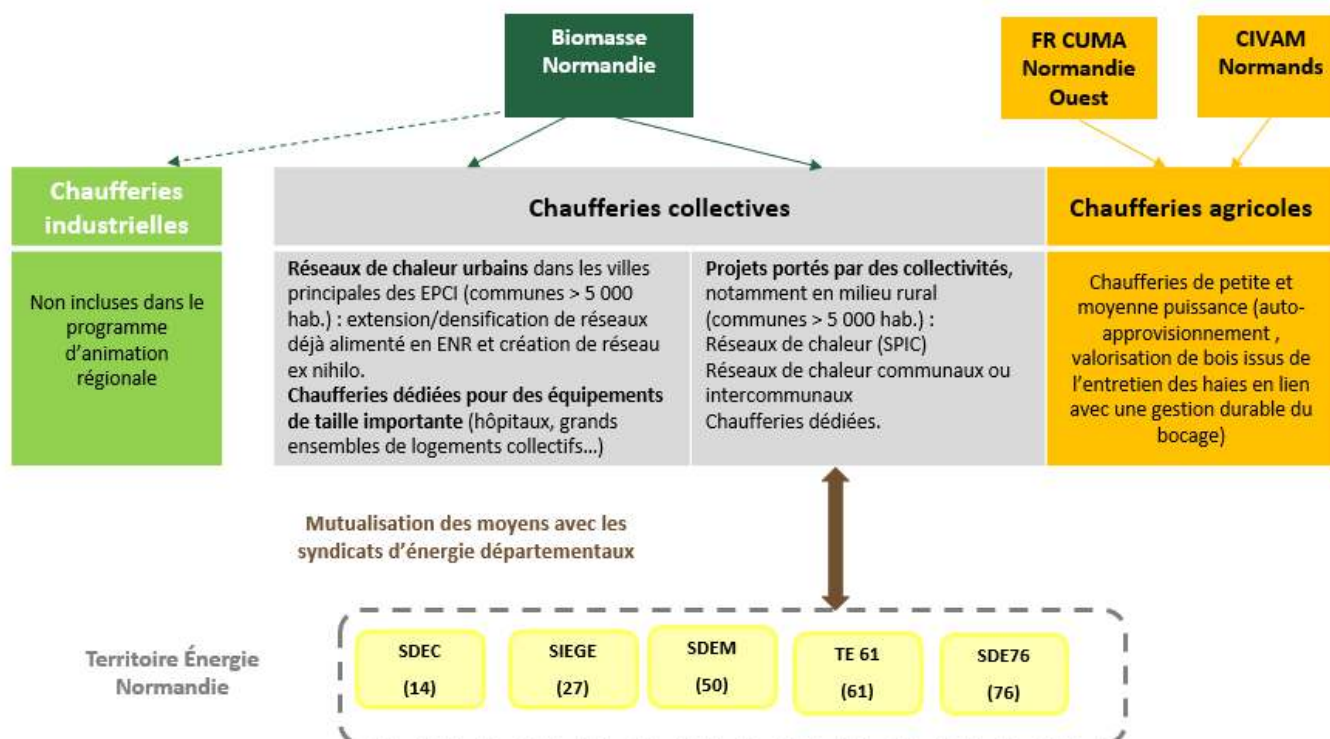 Biomasse
Normandie
FR CUMA
Normandie
Ouest
CIVAM
Normands
Chaufferies
industrielles
Chaufferies collectives
Chaufferies agricoles
Non incluses dans le
programme
d'animation
régionale
Réseaux de chaleur urbains dans les villes
principales des EPCI (communes > 5 000
hab.) : extension/densification de réseaux
déjà alimenté en ENR et création de réseau
ex nihilo.
Chaufferies dédiées pour des équipements
de taille importante (hôpitaux, grands
ensembles de logements collectifs...)
Projets portés par des collectivités,
notamment en milieu rural
(communes > 5 000 hab.) :
Réseaux de chaleur (SPIC)
Réseaux de chaleur communaux ou
intercommunaux
Chaufferies dédiées.
Chaufferies de petite et
moyenne puissance (auto-
approvisionnement ,
valorisation de bois issus de
l'entretien des haies en lien
avec une gestion durable du
bocage)
Mutualisation des moyens avec les
syndicats d'énergie départementaux
Territoire Énergie
Normandie
SDEC
(14)
SIEGE
(27)
SDEM
(50)
TE 61
(61)
SDE76
(76)